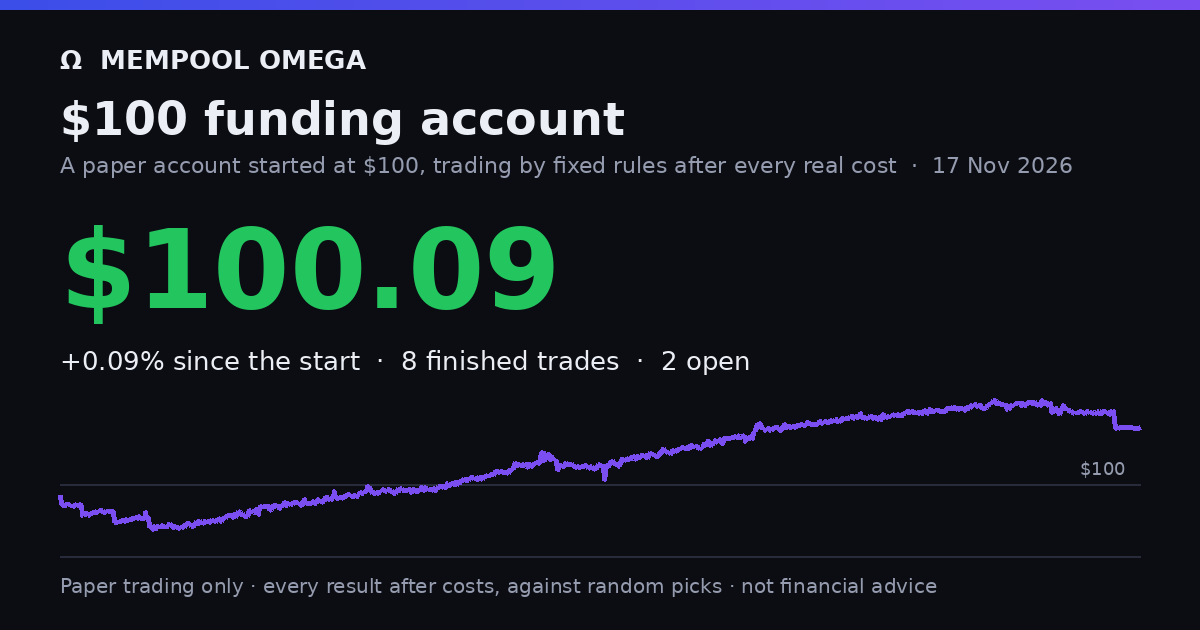 Ω MEMPOOL OMEGA
$100 funding account
A paper account started at $100, trading by fixed rules after every real cost · 17 Nov 2026
$100.09
+0.09% since the start · 8 finished trades · 2 open
$100
Paper trading only · every result after costs, against random picks · not financial advice